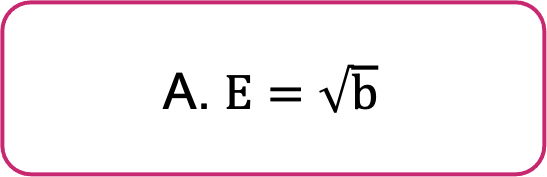 A. E = √b